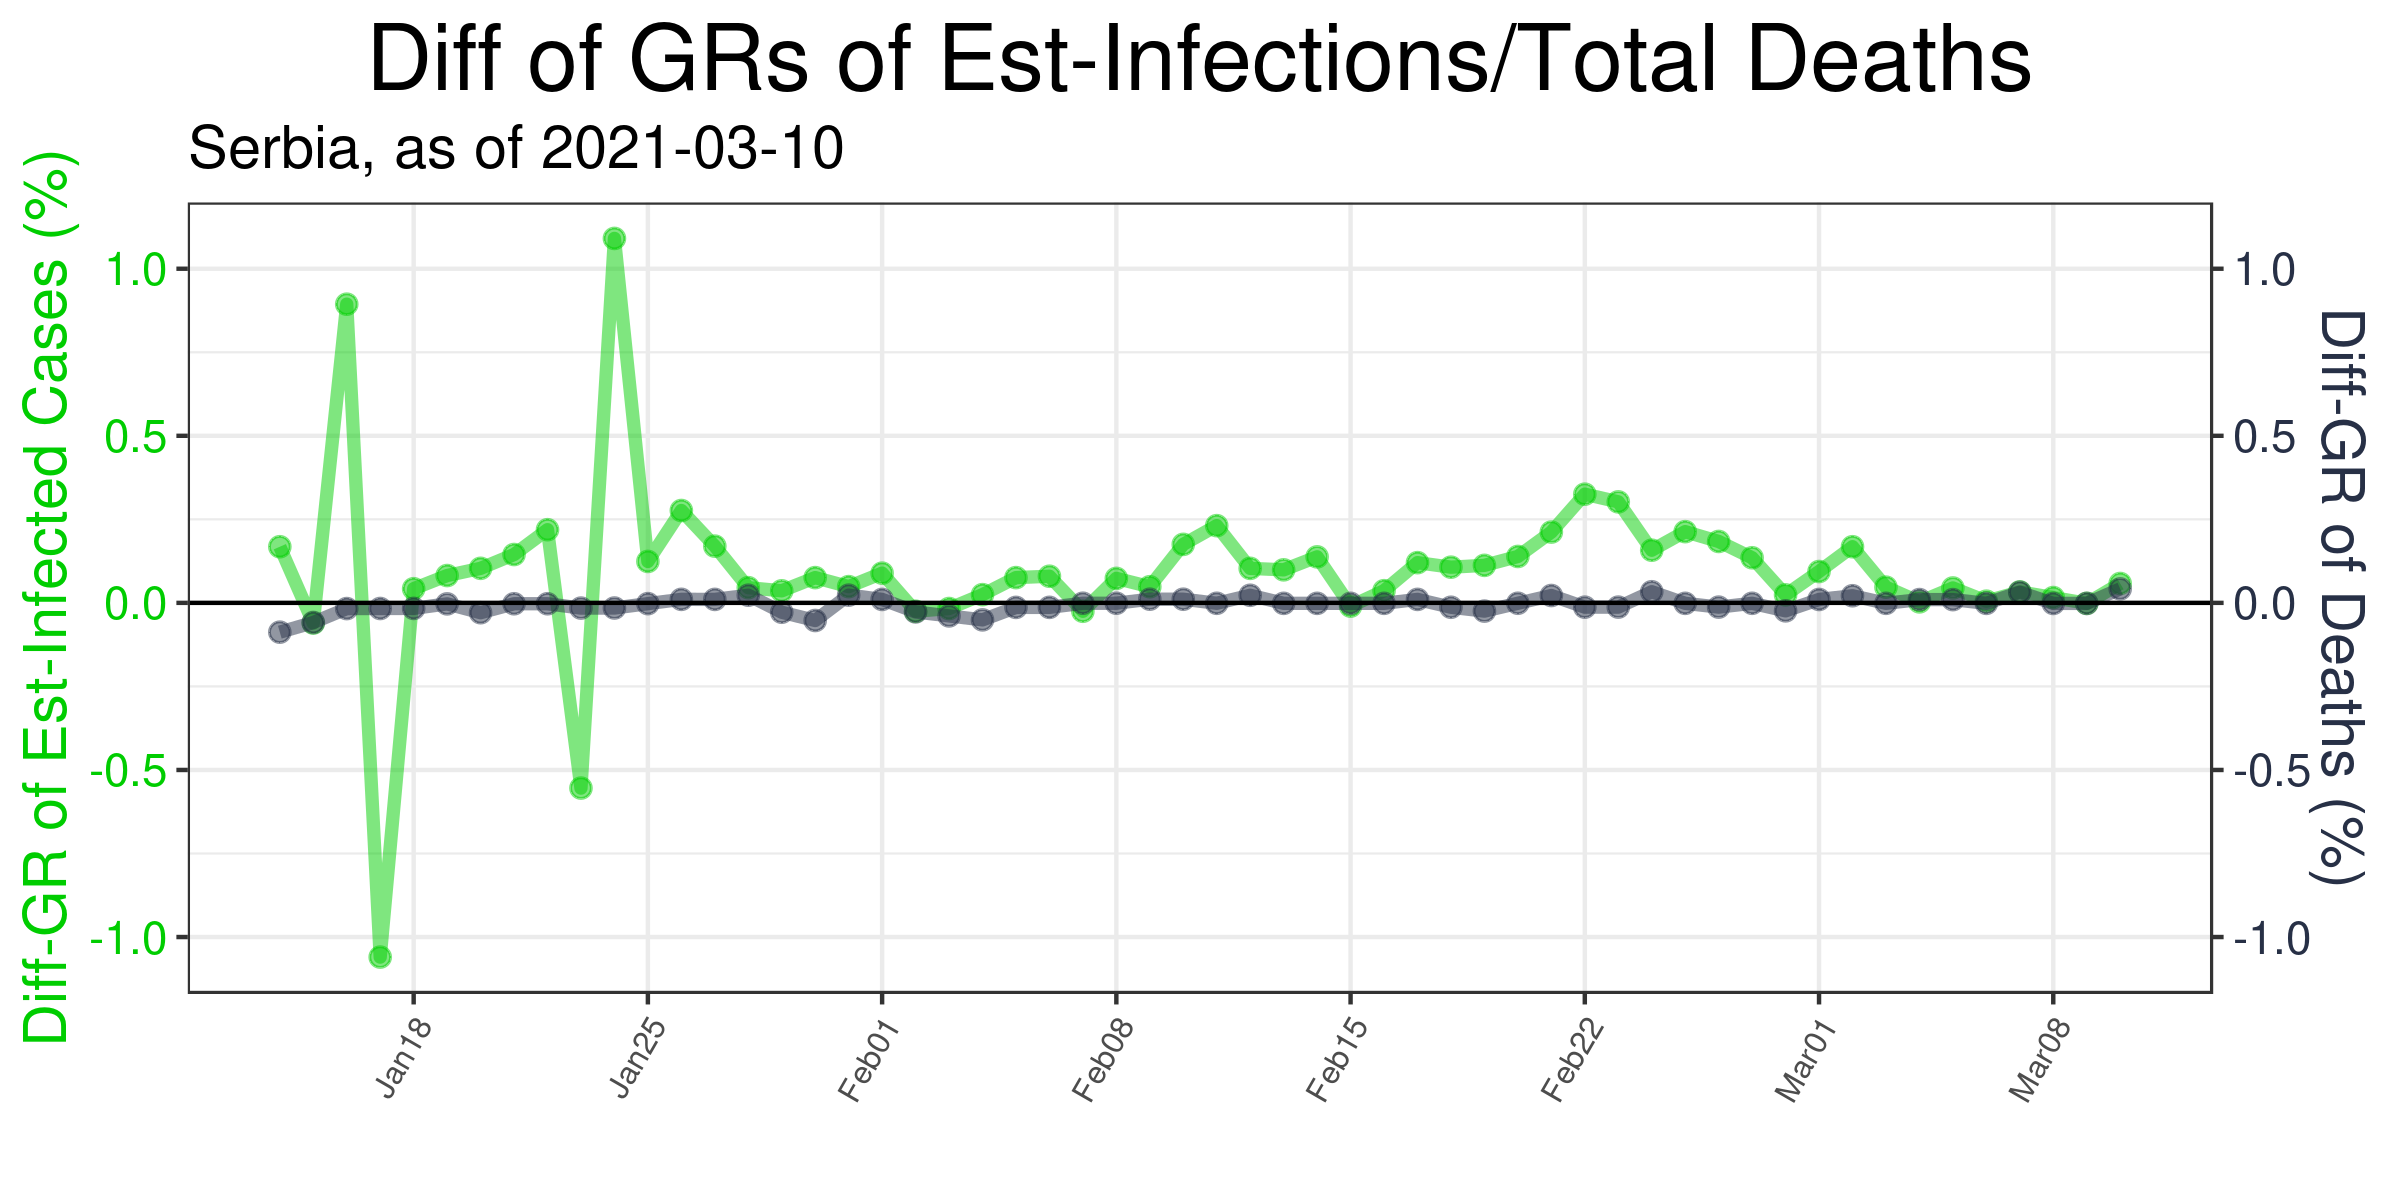 Diff of GRs of Est-Infections/Total Deaths
Serbia, as of 2021-03-10
Diff-GR of Est-Infected Cases (%)
1.0
0.5
0.0
-0.5
-1.0
1.0
0.5
0.0
-0.5
-1.0
Diff-GR of Deaths (%)
Jan18
Jan25
Feb01
Feb08
Feb15
Feb22
Mar01
Mar08